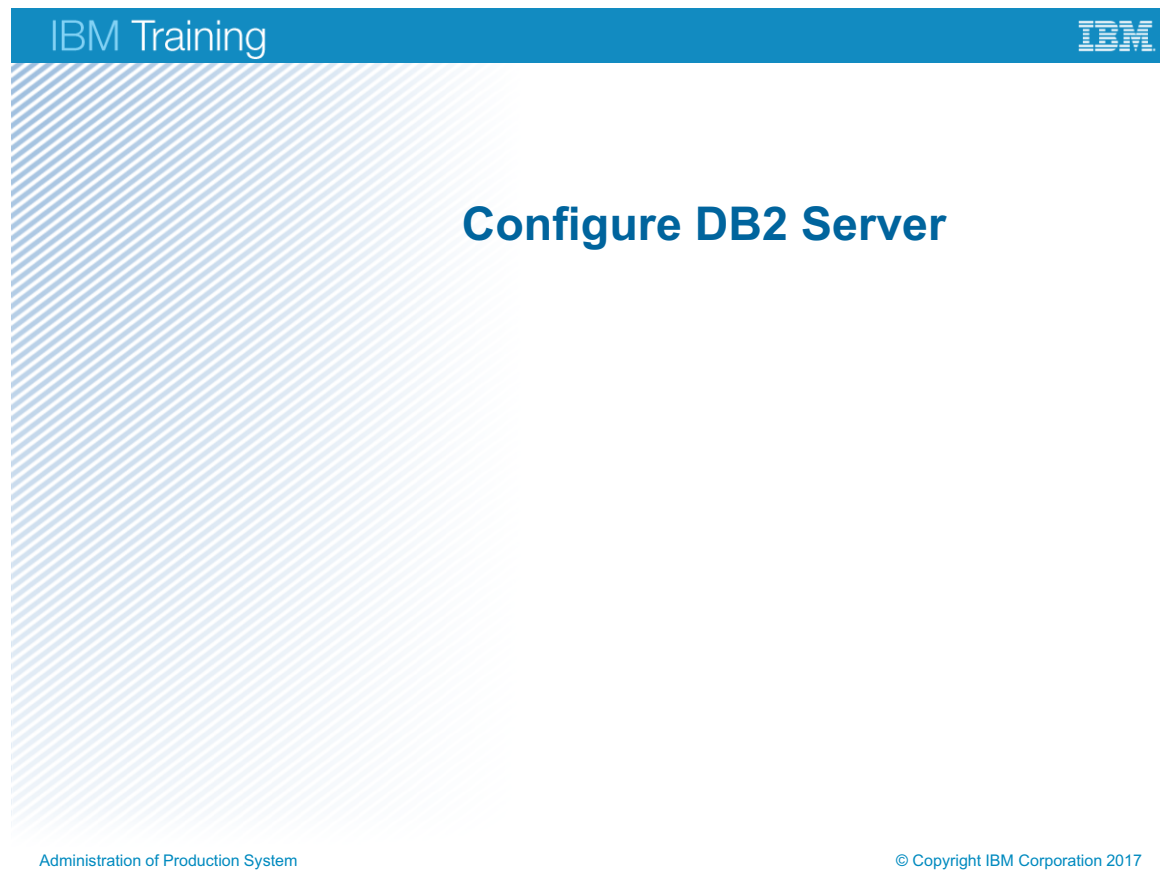 IBM Training
IBM
Configure DB2 Server
Administration of Production System
© Copyright IBM Corporation 2017